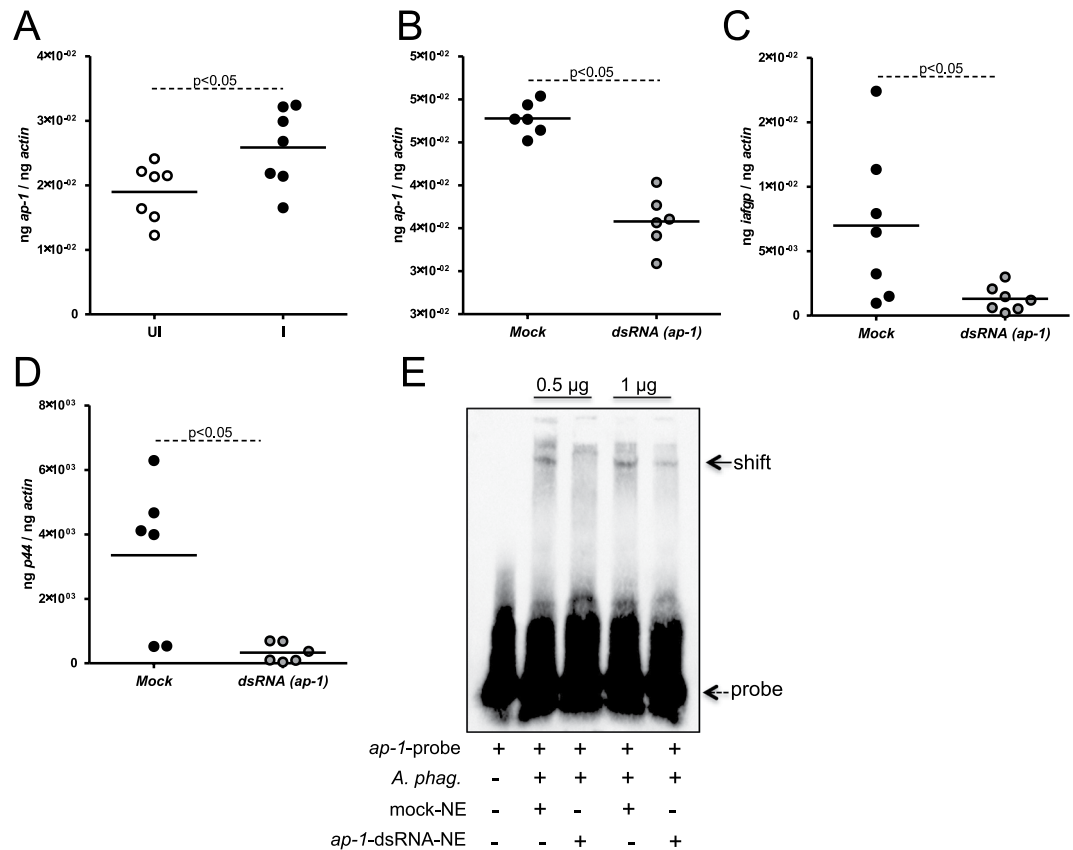 A
ng ap-1 / ng actin
4×10⁻⁰²
3×10⁻⁰²
2×10⁻⁰²
1×10⁻⁰²
0
p<0.05
UI I
B
ng ap-1 / ng actin
5×10⁻⁰²
5×10⁻⁰²
5×10⁻⁰²
4×10⁻⁰²
4×10⁻⁰²
3×10⁻⁰²
3×10⁻⁰²
p<0.05
Mock dsRNA (ap-1)
C
ng iafgp / ng actin
2×10⁻⁰²
2×10⁻⁰²
1×10⁻⁰²
5×10⁻⁰³
0
p<0.05
Mock dsRNA (ap-1)
D
ng p44 / ng actin
8×10⁰³
6×10⁰³
4×10⁰³
2×10⁰³
0
p<0.05
Mock dsRNA (ap-1)
E
0.5 µg 1 µg
shift
probe
ap-1-probe + + + + +
A. phag. - + + + +
mock-NE - + - + -
ap-1-dsRNA-NE - - + - +